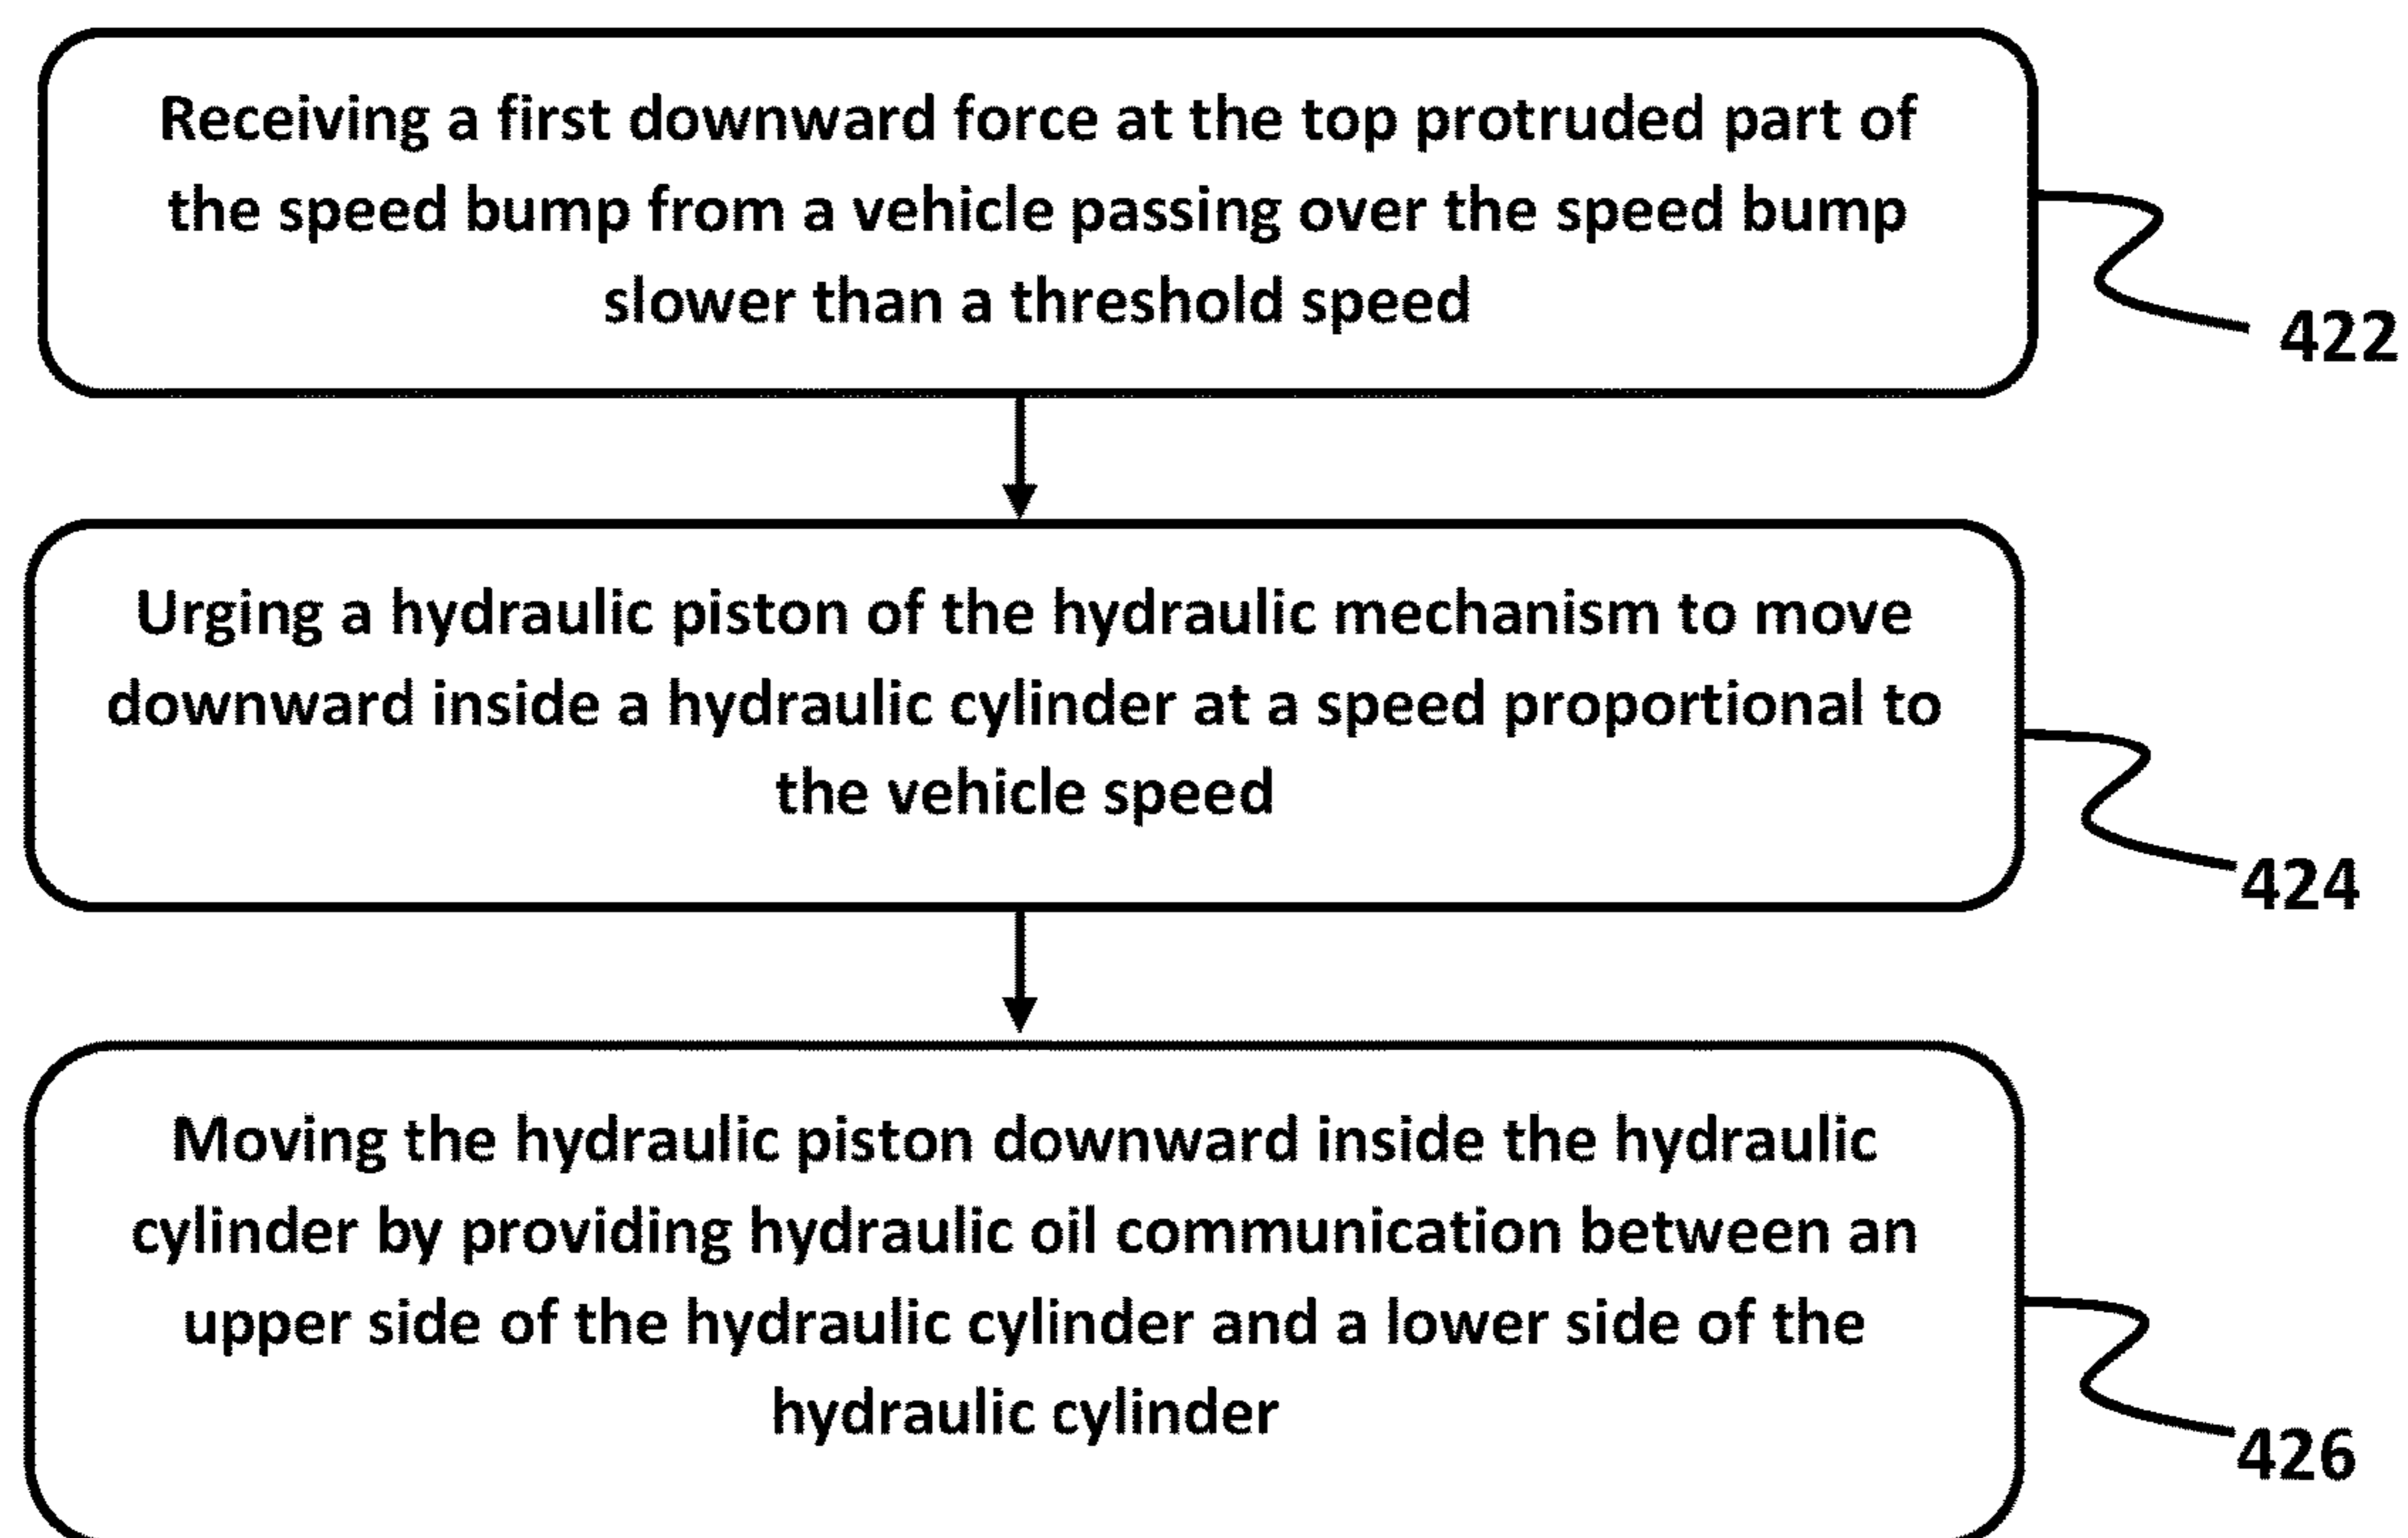 Receiving a first downward force at the top protruded part of
the speed bump from a vehicle passing over the speed bump
slower than a threshold speed
422
Urging a hydraulic piston of the hydraulic mechanism to move
downward inside a hydraulic cylinder at a speed proportional to
the vehicle speed
424
Moving the hydraulic piston downward inside the hydraulic
cylinder by providing hydraulic oil communication between an
upper side of the hydraulic cylinder and a lower side of the
hydraulic cylinder
426